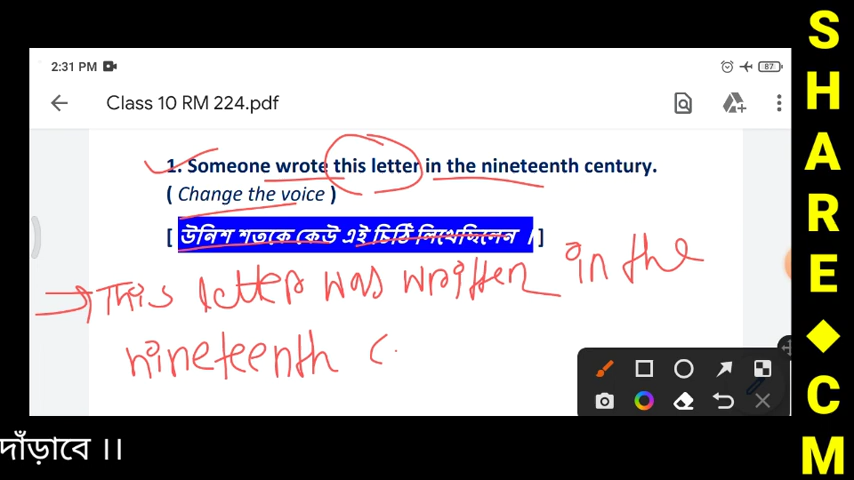 2:31 PM
87
Class 10 RM 224.pdf
1. Someone wrote this letter in the nineteenth century.
( Change the voice )
[ উনিশ শতকে কেউ এই চিঠি লিখেছিলেন । ]
→ This letter was written in the
nineteenth c
দাঁড়াবে ।।
SHARE◆CM